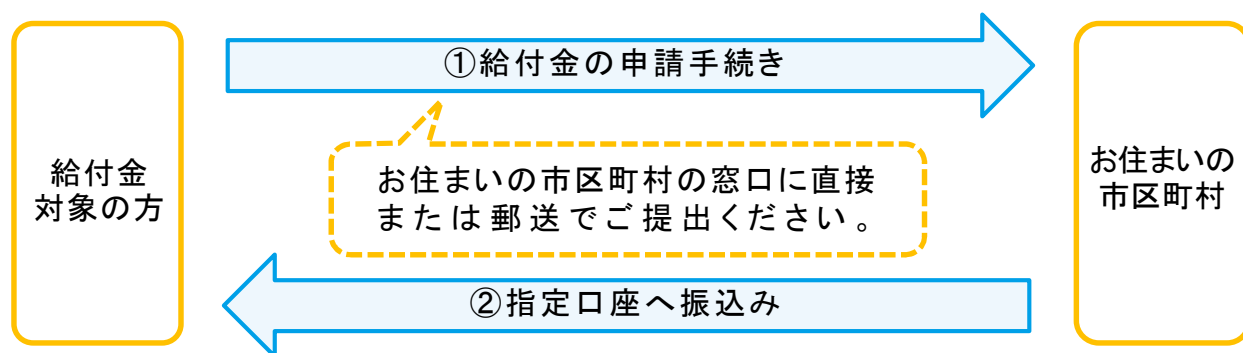 ①給付金の申請手続き
給付金
対象の方
お住まいの市区町村の窓口に直接
または郵送でご提出ください。
お住まいの
市区町村
②指定口座へ振込み